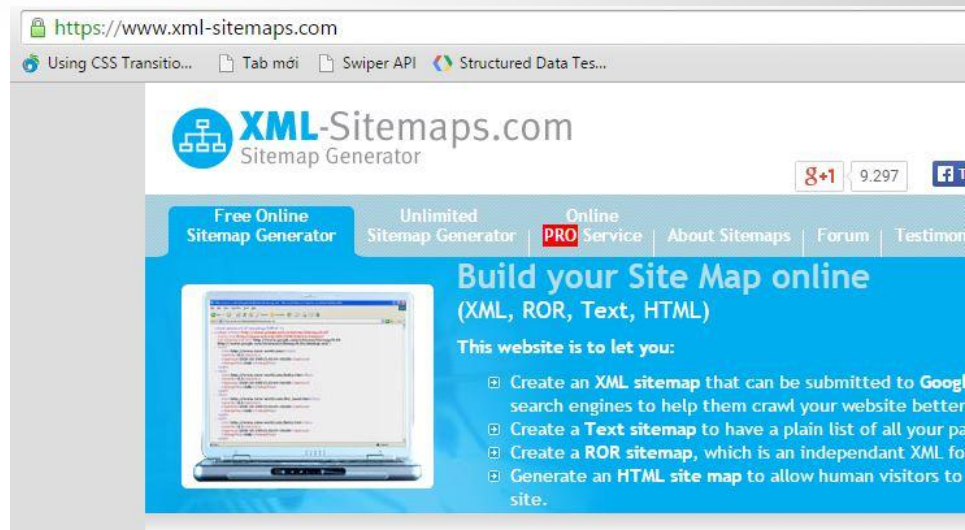 https://www.xml-sitemaps.com
Using CSS Transitio... Tab mới Swiper API Structured Data Tes...
XML-Sitemaps.com
Sitemap Generator
g+1 9.297
Free Online Unlimited Online
Sitemap Generator Sitemap Generator PRO Service About Sitemaps Forum Testimon
Build your Site Map online
(XML, ROR, Text, HTML)
This website is to let you:
Create an XML sitemap that can be submitted to Googl
search engines to help them crawl your website better
Create a Text sitemap to have a plain list of all your pa
Create a ROR sitemap, which is an independant XML fo
Generate an HTML site map to allow human visitors to
site.